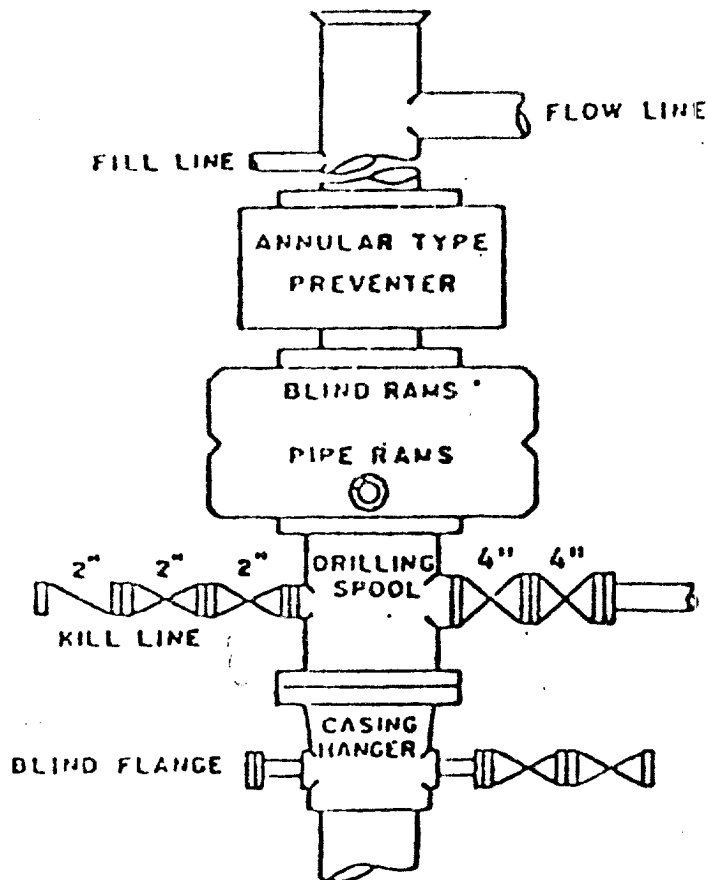 FLOW LINE
FILL LINE
ANNULAR TYPE
PREVENTER
BLIND RAMS
PIPE RAMS
2" 2" 2"
DRILLING
SPOOL
4" 4"
KILL LINE
CASING
HANGER
BLIND FLANGE